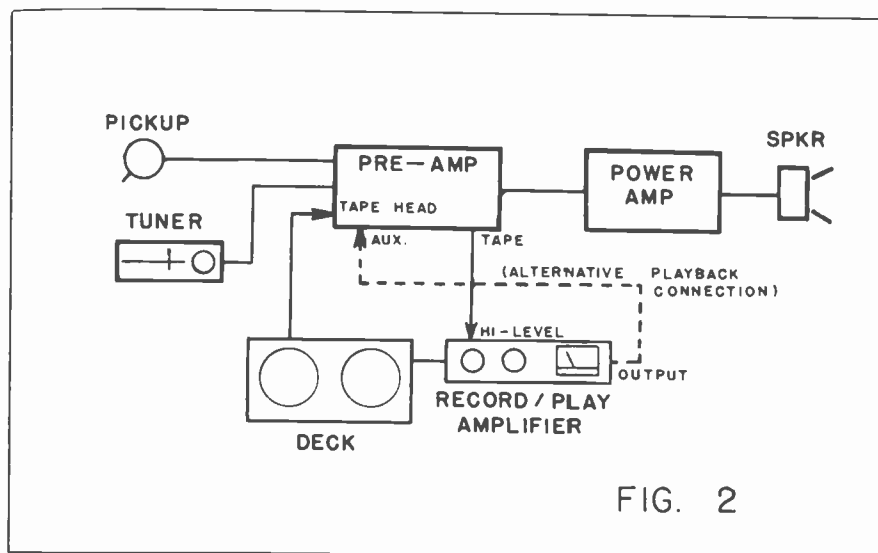 PICKUP
PRE-AMP
POWER
AMP
SPKR
TUNER
TAPE HEAD
AUX.
TAPE
(ALTERNATIVE PLAYBACK
CONNECTION)
HI-LEVEL
OUTPUT
RECORD / PLAY
AMPLIFIER
DECK
FIG. 2